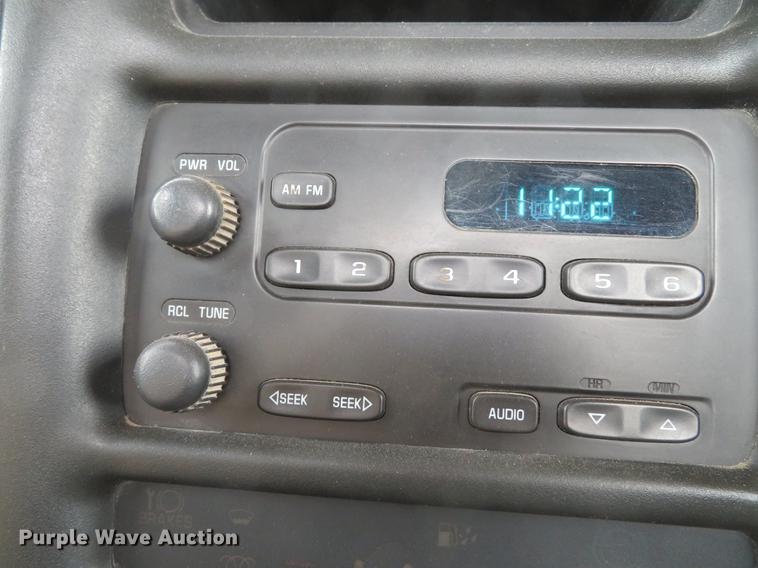 PWR VOL
AM FM
11:22
1 2 3 4 5 6
RCL TUNE
HR MIN
◁SEEK SEEK▷
AUDIO
▽ △
BRAKES
Purple Wave Auction